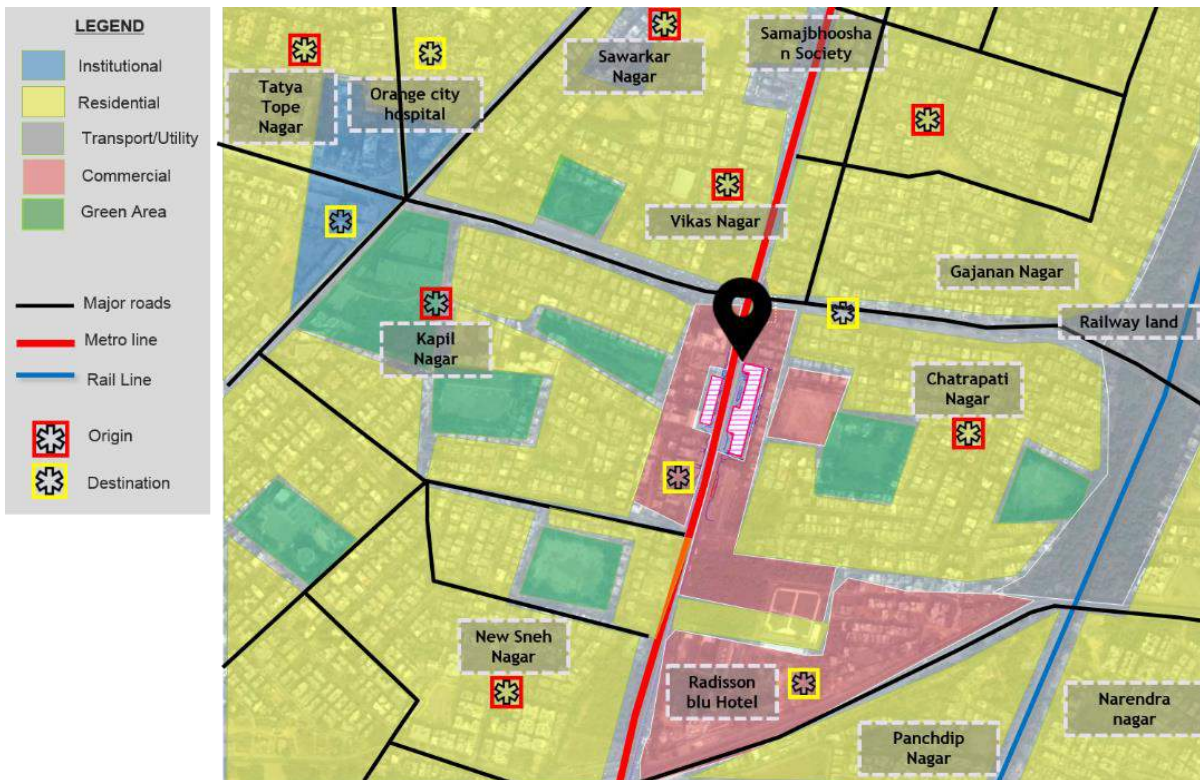 LEGEND
Institutional
Residential
Transport/Utility
Commercial
Green Area
Major roads
Metro line
Rail Line
Origin
Destination
Tatya
Tope
Nagar
Orange city
hospital
Sawarkar
Nagar
Samajbhoosha
n Society
Vikas Nagar
Gajanan Nagar
Railway land
Kapil
Nagar
Chatrapati
Nagar
New Sneh
Nagar
Radisson
blu Hotel
Narendra
nagar
Panchdip
Nagar